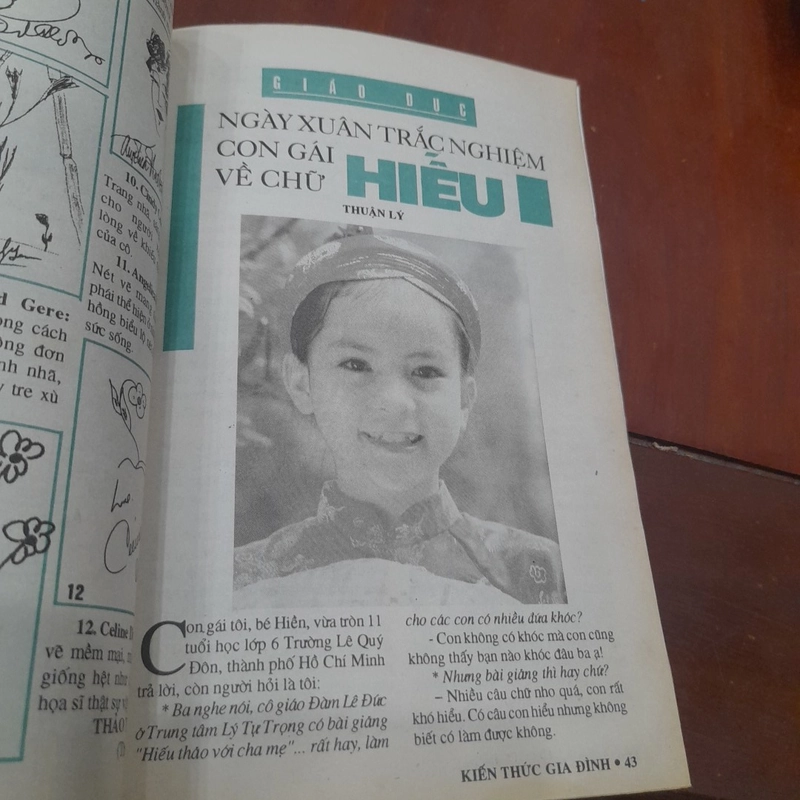 10.
Trang nhã
cho người
lòng về
của cô.
11.
Nét vẽ
phải thể hiện
hồng biểu lộ
sức sống.
Gere:
cách
đơn
nhã,
tre xù
12
12. Celine
vẽ mềm mại,
giống hệt như
họa sĩ thật sự
GIÁO DỤC
NGÀY XUÂN TRẮC NGHIỆM
CON GÁI
VỀ CHỮ HIẾU
THUẬN LÝ
Con gái tôi, bé Hiền, vừa tròn 11
tuổi học lớp 6 Trường Lê Quý
Đôn, thành phố Hồ Chí Minh
trả lời, còn người hỏi là tôi:
* Ba nghe nói, cô giáo Đàm Lê Đức
ở Trung tâm Lý Tự Trọng có bài giảng
"Hiếu thảo với cha mẹ"... rất hay, làm
cho các con có nhiều đứa khóc?
- Con không có khóc mà con cũng
không thấy bạn nào khóc đâu ba ạ!
* Nhưng bài giảng thì hay chứ?
– Nhiều câu chữ nho quá, con rất
khó hiểu. Có câu con hiểu nhưng không
biết có làm được không.
KIẾN THỨC GIA ĐÌNH • 43